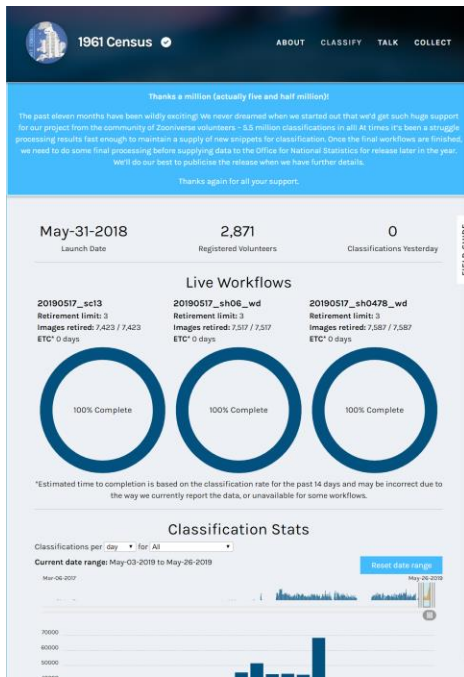 1961 Census
ABOUT CLASSIFY TALK COLLECT
Thanks a million (actually five and half million)!
The past eleven months have been wildly exciting! We never dreamed when we started out that we'd get such huge support
for our project from the community of Zooniverse volunteers – 5.5 million classifications in all! At times it's been a struggle
processing results fast enough to maintain a supply of new snippets for classification. Once the final workflows are finished,
we need to do some final processing before supplying data to the Office for National Statistics for release later in the year.
We'll do our best to publicise the release when we have further details.
Thanks again for all your support.
FIELD GUIDE
May-31-2018 2,871 0
Launch Date Registered Volunteers Classifications Yesterday
Live Workflows
20190517_sc13 20190517_sh06_wd 20190517_sh0478_wd
Retirement limit: 3 Retirement limit: 3 Retirement limit: 3
Images retired: 7,423 / 7,423 Images retired: 7,517 / 7,517 Images retired: 7,587 / 7,587
ETC* 0 days ETC* 0 days ETC* 0 days
100% Complete 100% Complete 100% Complete
*Estimated time to completion is based on the classification rate for the past 14 days and may be incorrect due to
the way we currently report the data, or unavailable for some workflows.
Classification Stats
Classifications per day for All
Current date range: May-03-2019 to May-26-2019 Reset date range
Mar-06-2017 May-26-2019
70000
60000
50000